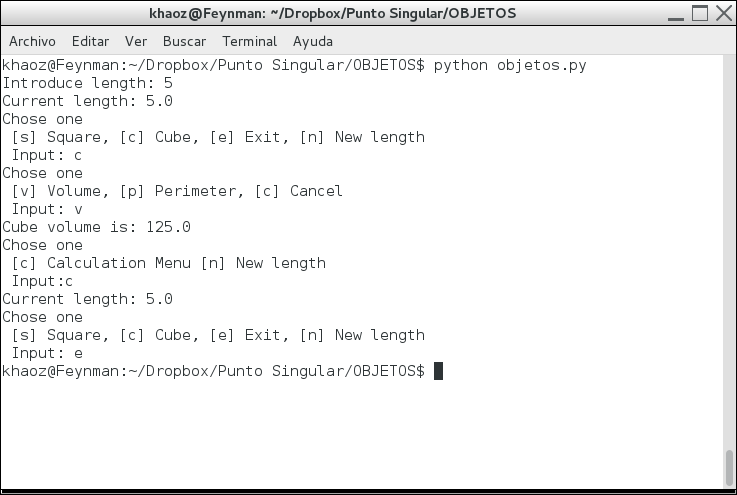 khaoz@Feynman: ~/Dropbox/Punto Singular/OBJETOS
Archivo Editar Ver Buscar Terminal Ayuda
khaoz@Feynman:~/Dropbox/Punto Singular/OBJETOS$ python objetos.py
Introduce length: 5
Current length: 5.0
Chose one
 [s] Square, [c] Cube, [e] Exit, [n] New length
 Input: c
Chose one
 [v] Volume, [p] Perimeter, [c] Cancel
 Input: v
Cube volume is: 125.0
Chose one
 [c] Calculation Menu [n] New length
 Input:c
Current length: 5.0
Chose one
 [s] Square, [c] Cube, [e] Exit, [n] New length
 Input: e
khaoz@Feynman:~/Dropbox/Punto Singular/OBJETOS$